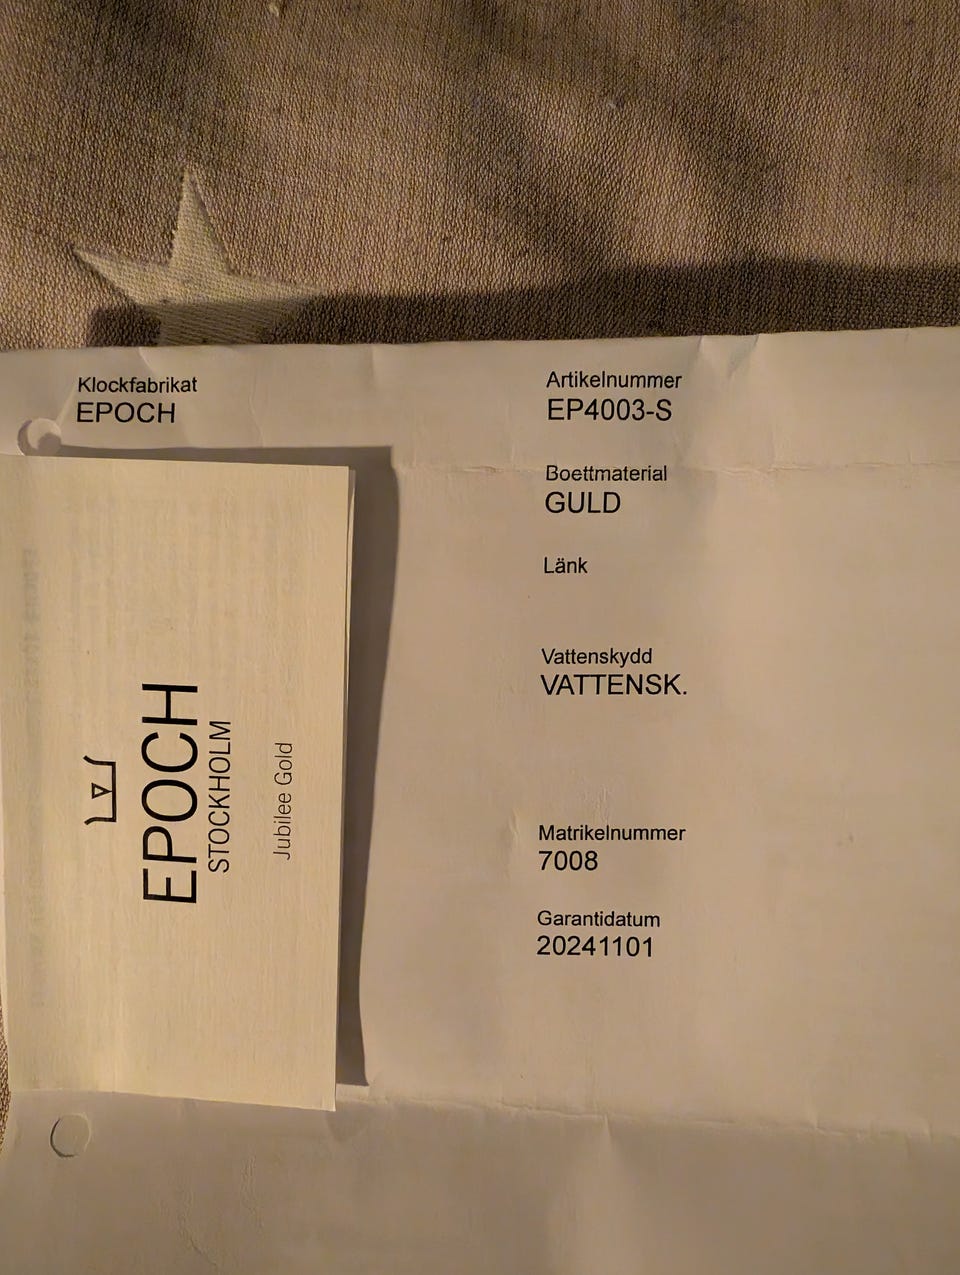 Klockfabrikat
EPOCH
Artikelnummer
EP4003-S
Boettmaterial
GULD
Länk
Vattenskydd
VATTENSK.
Matrikelnummer
7008
Garantidatum
20241101
EPOCH
STOCKHOLM
Jubilee Gold